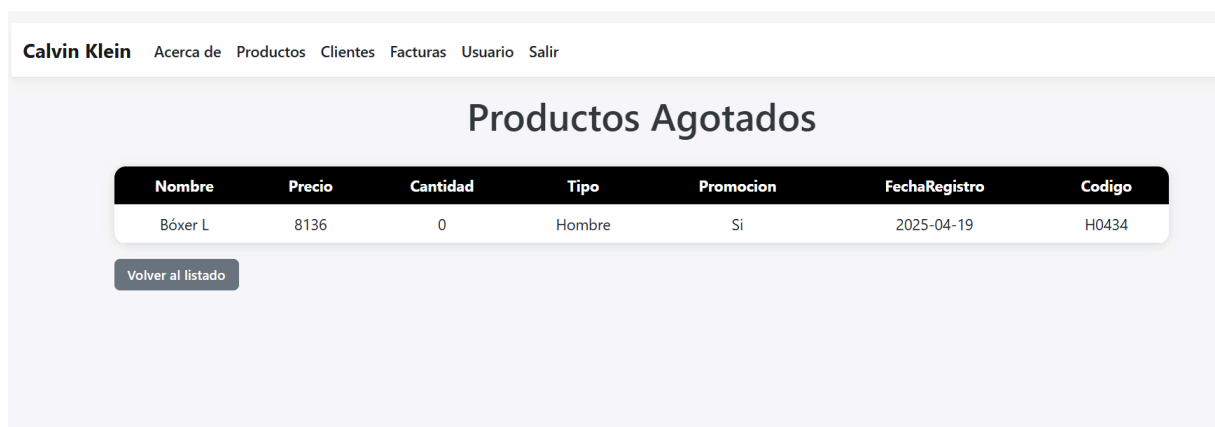 Calvin Klein Acerca de Productos Clientes Facturas Usuario Salir
Productos Agotados
Nombre Precio Cantidad Tipo Promocion FechaRegistro Codigo
Bóxer L 8136 0 Hombre Si 2025-04-19 H0434
Volver al listado